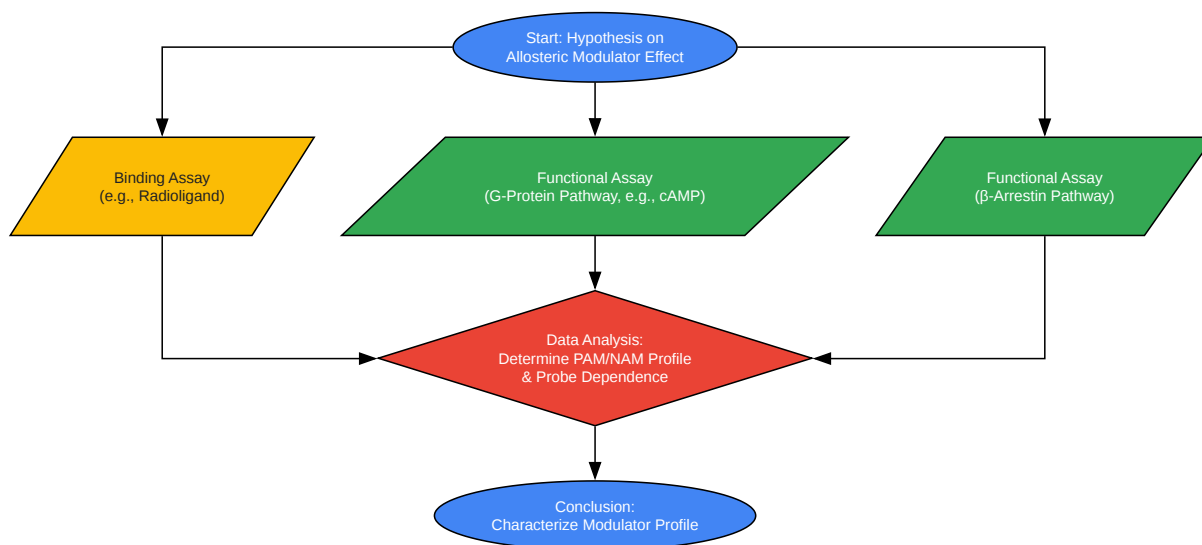 Start: Hypothesis on
Allosteric Modulator Effect
Binding Assay
(e.g., Radioligand)
Functional Assay
(G-Protein Pathway, e.g., cAMP)
Functional Assay
(β-Arrestin Pathway)
Data Analysis:
Determine PAM/NAM Profile
& Probe Dependence
Conclusion:
Characterize Modulator Profile